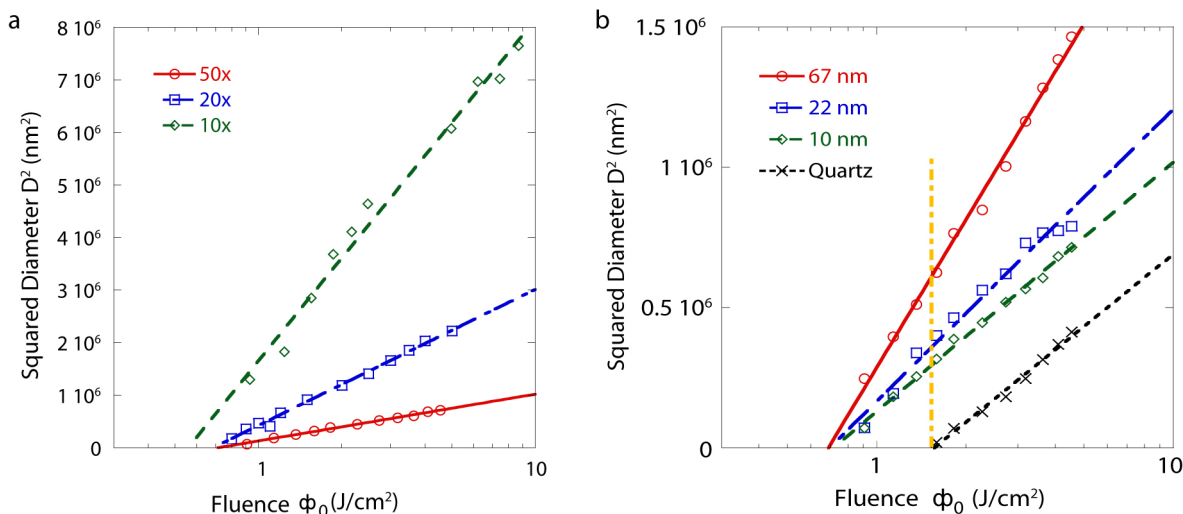 a
8 10⁶
7 10⁶
6 10⁶
5 10⁶
4 10⁶
3 10⁶
2 10⁶
1 10⁶
0
Squared Diameter D² (nm²)
50x
20x
10x
1
10
Fluence ϕ₀ (J/cm²)
b
1.5 10⁶
1 10⁶
0.5 10⁶
0
Squared Diameter D² (nm²)
67 nm
22 nm
10 nm
Quartz
1
10
Fluence ϕ₀ (J/cm²)